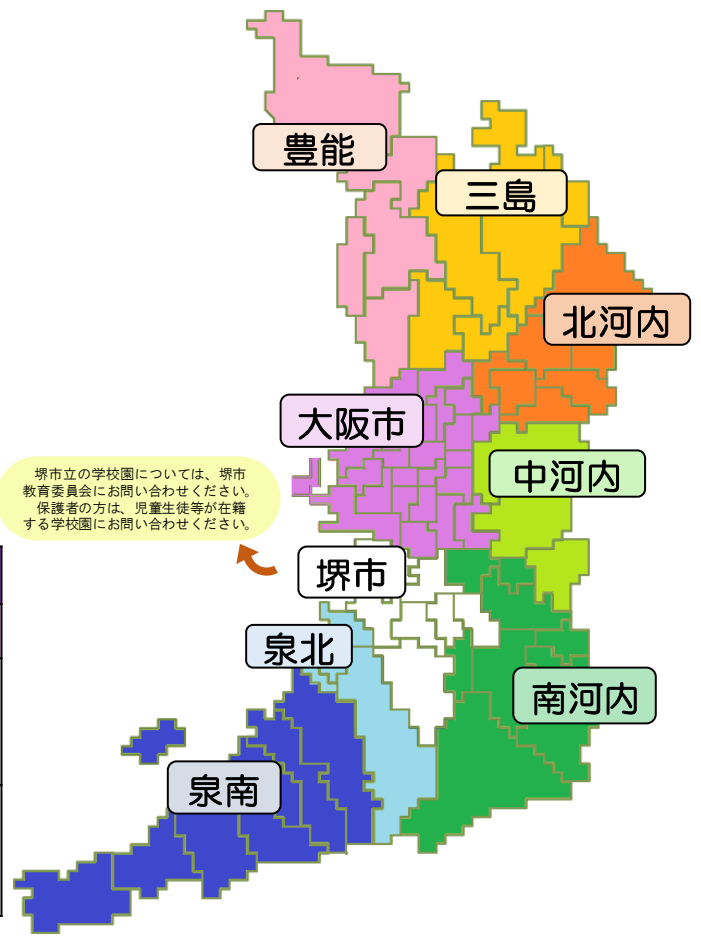 豊能
三島
北河内
大阪市
中河内
堺市立の学校園については、堺市
教育委員会にお問い合わせください。
保護者の方は、児童生徒等が在籍
する学校園にお問い合わせください。
堺市
泉北
南河内
泉南